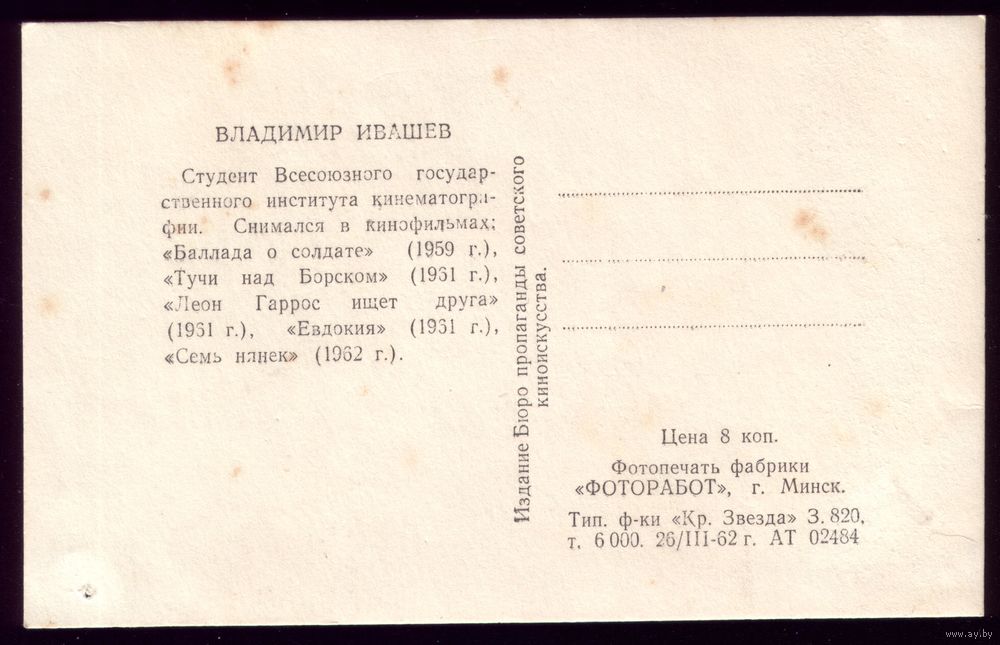 ВЛАДИМИР ИВАШЕВ
Студент Всесоюзного государ-
ственного института кинематогра-
фии. Снимался в кинофильмах:
«Баллада о солдате» (1959 г.),
«Тучи над Борском» (1961 г.),
«Леон Гаррос ищет друга»
(1961 г.), «Евдокия» (1961 г.),
«Семь нянек» (1962 г.).
Издание Бюро пропаганды советского
киноискусства.
Цена 8 коп.
Фотопечать фабрики
«ФОТОРАБОТ», г. Минск.
Тип. ф-ки «Кр. Звезда» З. 820,
т. 6 000. 26/III-62 г. АТ 02484
www.ay.by